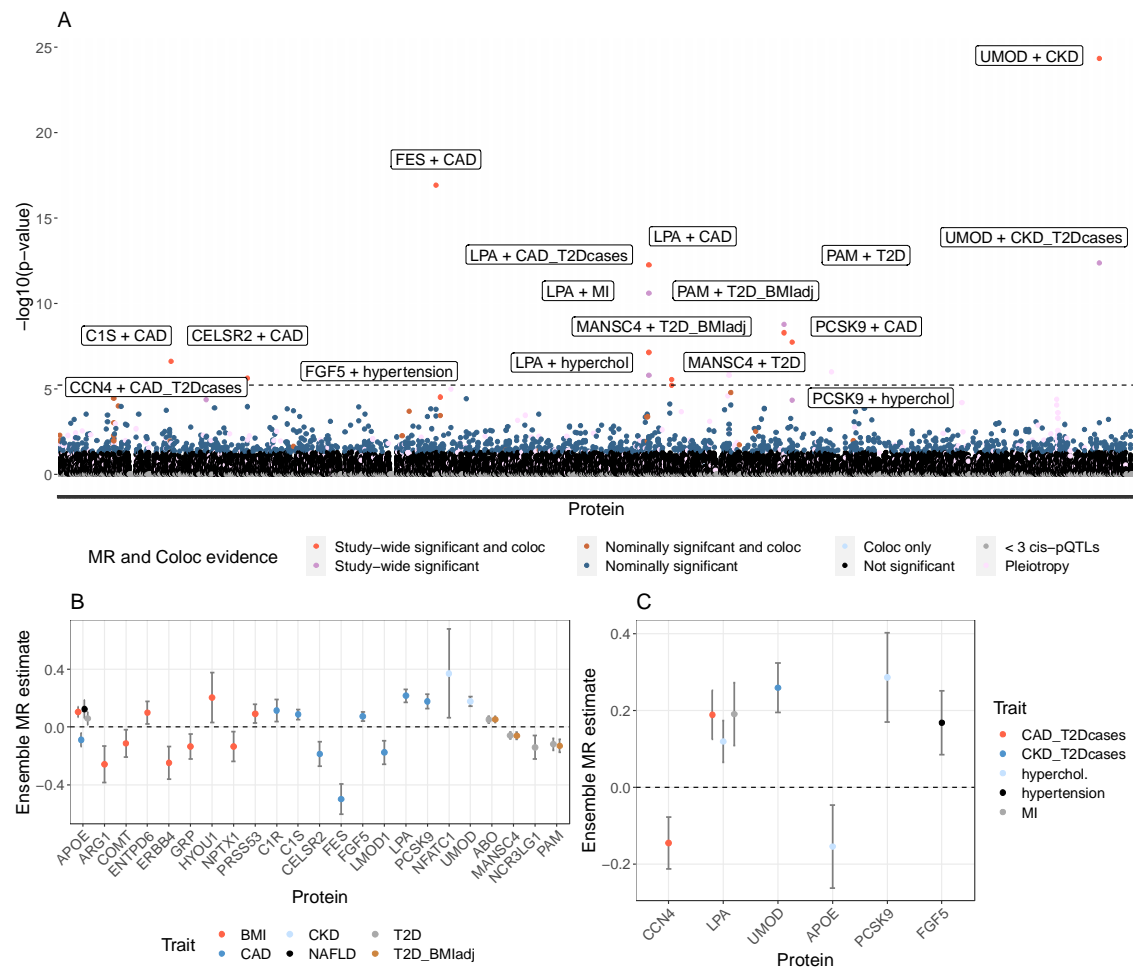 A
25
20
15
10
5
0
−log10(p−value)
UMOD + CKD
FES + CAD
LPA + CAD
UMOD + CKD_T2Dcases
LPA + CAD_T2Dcases
PAM + T2D
LPA + MI
PAM + T2D_BMIadj
MANSC4 + T2D_BMIadj
PCSK9 + CAD
C1S + CAD
CELSR2 + CAD
LPA + hyperchol
MANSC4 + T2D
FGF5 + hypertension
CCN4 + CAD_T2Dcases
PCSK9 + hyperchol
Protein
MR and Coloc evidence
Study−wide significant and coloc
Study−wide significant
Nominally signifcant and coloc
Nominally significant
Coloc only
Not significant
< 3 cis−pQTLs
Pleiotropy
B
Ensemble MR estimate
0.4
0.0
−0.4
APOE
ARG1
COMT
ENTPD6
ERBB4
GRP
HYOU1
NPTX1
PRSS53
C1R
C1S
CELSR2
FES
FGF5
LMOD1
LPA
PCSK9
NFATC1
UMOD
ABO
MANSC4
NCR3LG1
PAM
Protein
Trait
BMI
CAD
CKD
NAFLD
T2D
T2D_BMIadj
C
Ensemble MR estimate
0.4
0.2
0.0
−0.2
CCN4
LPA
UMOD
APOE
PCSK9
FGF5
Protein
Trait
CAD_T2Dcases
CKD_T2Dcases
hyperchol.
hypertension
MI